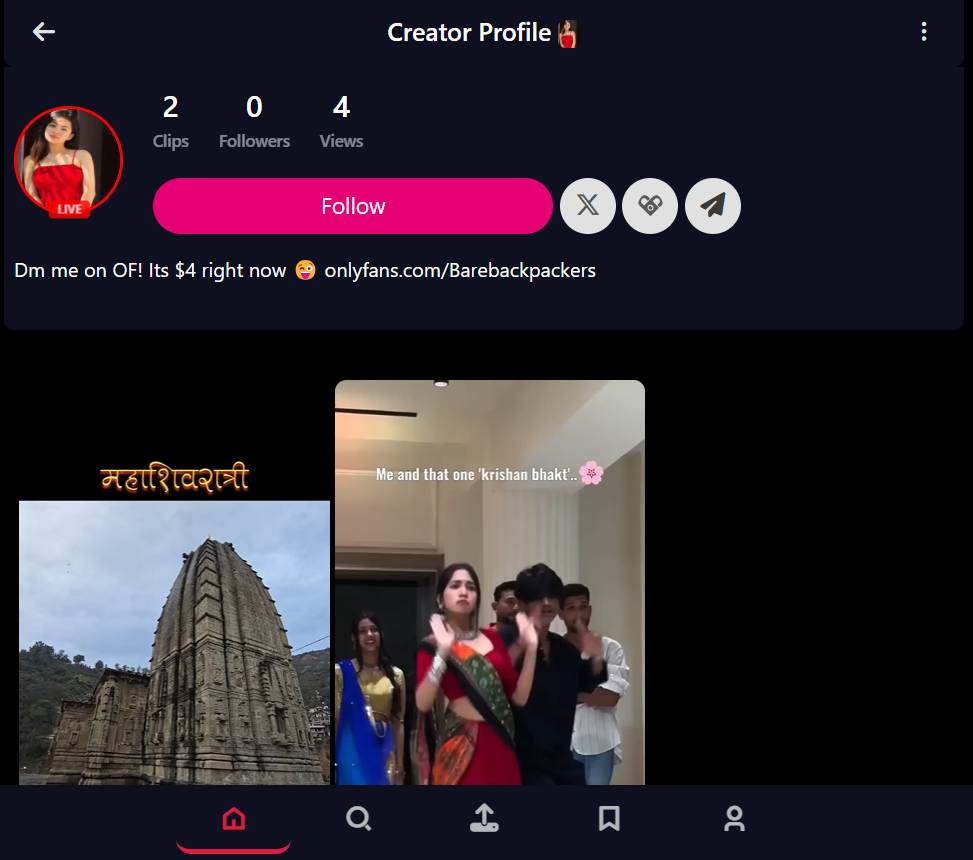 Creator Profile
2
0
4
Clips
Followers
Views
LIVE
Follow
Dm me on OF! Its $4 right now 😜 onlyfans.com/Barebackpackers
महाशिवरात्री
Me and that one 'krishan bhakt'..🌸